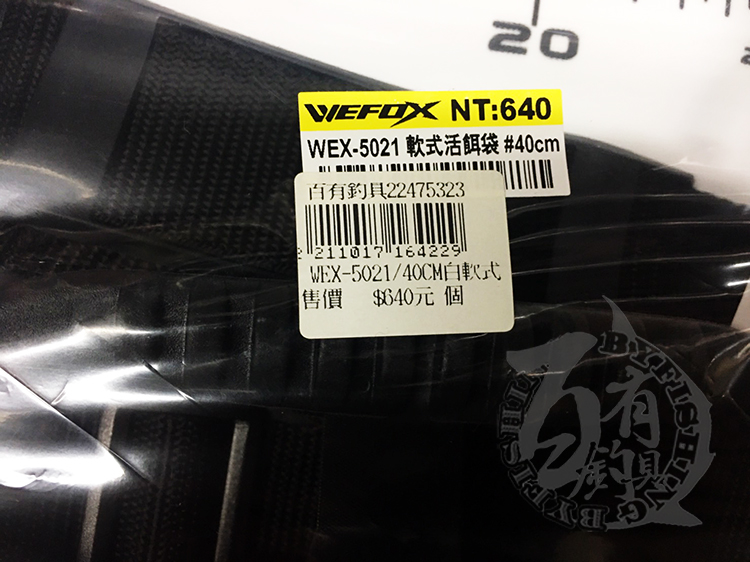 20
WEFOX NT:640
WEX-5021 軟式活餌袋 #40cm
百有釣具22475323
2 211017 164229
WEX-5021/40CM白軟式
售價 $640元 個
百有釣具
BYFISHING BYFISHING